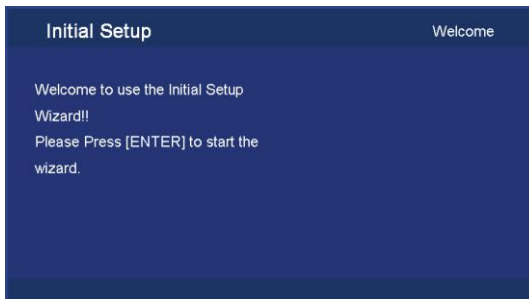 Initial Setup
Welcome
Welcome to use the Initial Setup
Wizard!!
Please Press [ENTER] to start the
wizard.